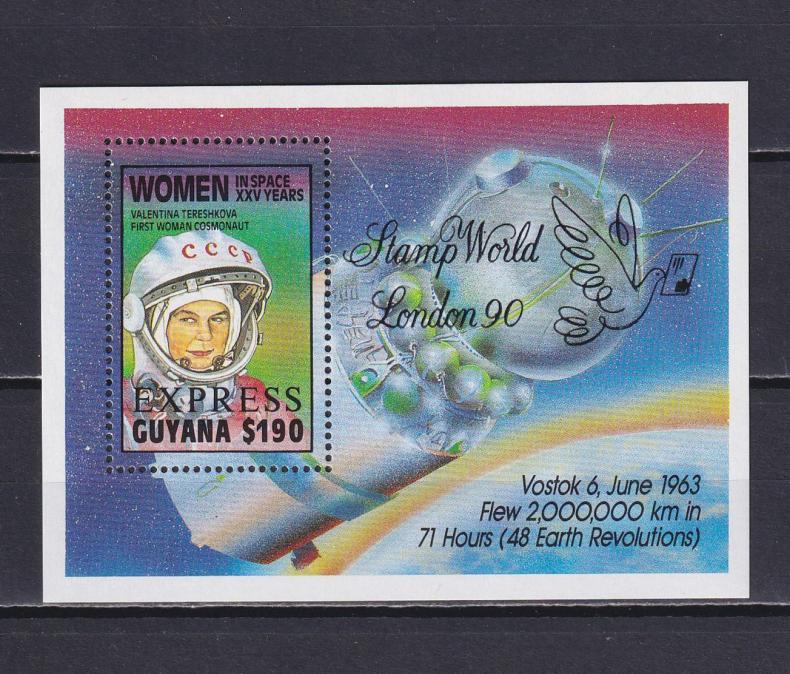 WOMEN IN SPACE
XXV YEARS
VALENTINA TERESHKOVA
FIRST WOMAN COSMONAUT
CCCP
EXPRESS
GUYANA $190
Stamp World
London 90
Vostok 6, June 1963
Flew 2,000,000 km in
71 Hours (48 Earth Revolutions)